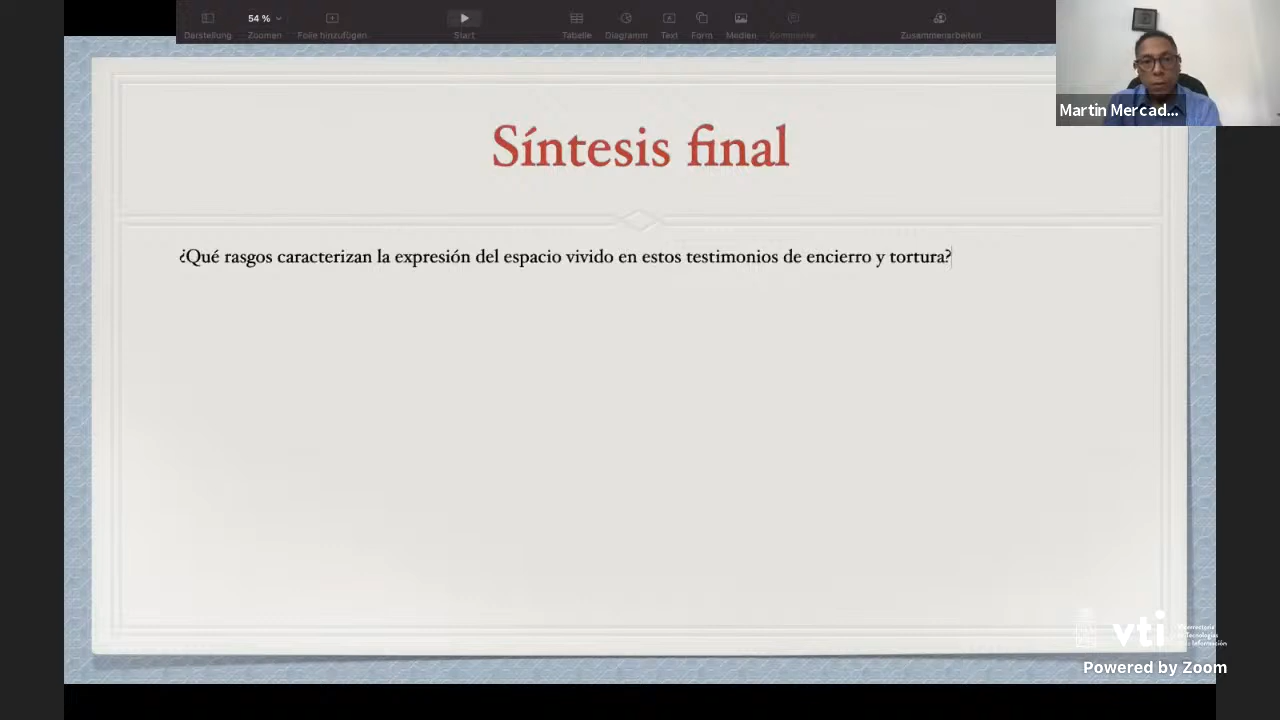 54 %
Darstellung Zoomen Folie hinzufügen Start Tabelle Diagramm Text Form Medien Kommentar Zusammenarbeiten
Martin Mercad...
Síntesis final
¿Qué rasgos caracterizan la expresión del espacio vivido en estos testimonios de encierro y tortura?
vti
Powered by Zoom